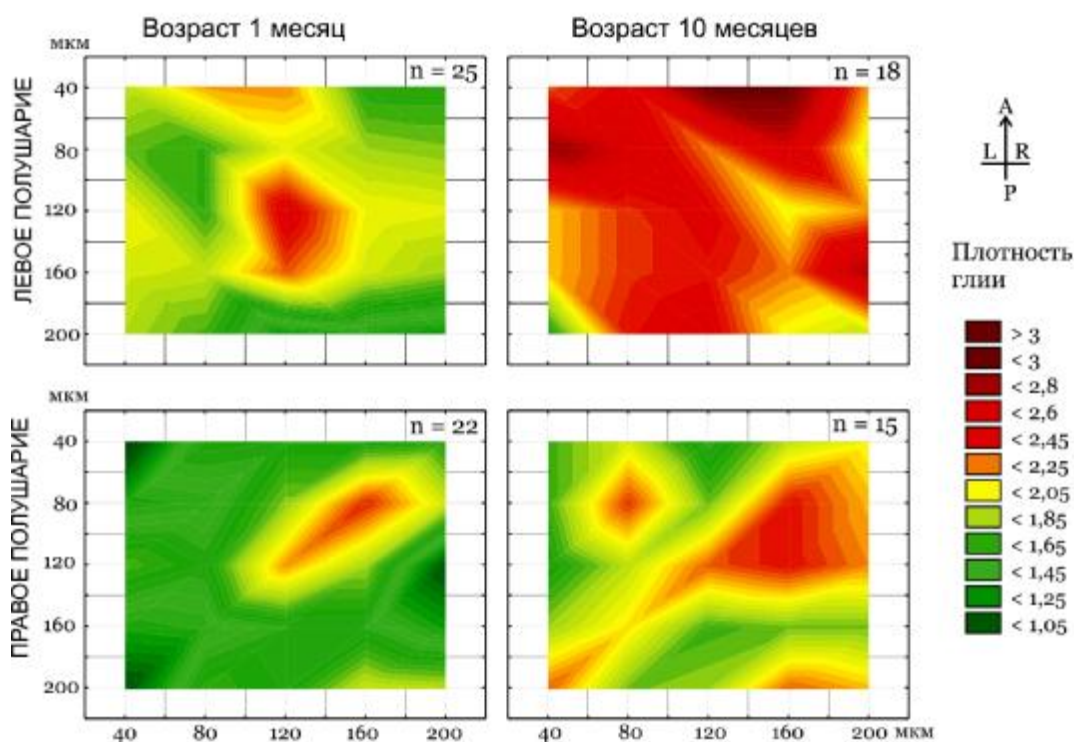 Возраст 1 месяц
Возраст 10 месяцев
мкм
ЛЕВОЕ ПОЛУШАРИЕ
40
80
120
160
200
n = 25
n = 18
A
L R
P
Плотность
глии
> 3
< 3
< 2,8
< 2,6
< 2,45
< 2,25
< 2,05
< 1,85
< 1,65
< 1,45
< 1,25
< 1,05
мкм
ПРАВОЕ ПОЛУШАРИЕ
40
80
120
160
200
n = 22
n = 15
40 80 120 160 200 40 80 120 160 200 мкм